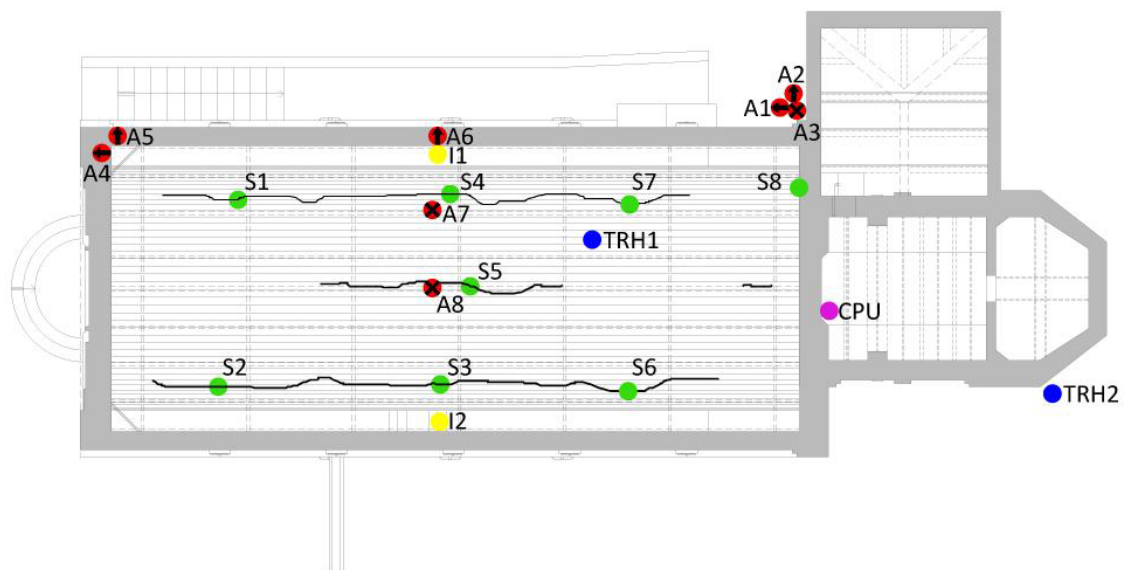 A2
A1
A3
A5
A6
A4
I1
S1
S4
S7
S8
A7
TRH1
S5
A8
CPU
S2
S3
S6
TRH2
I2